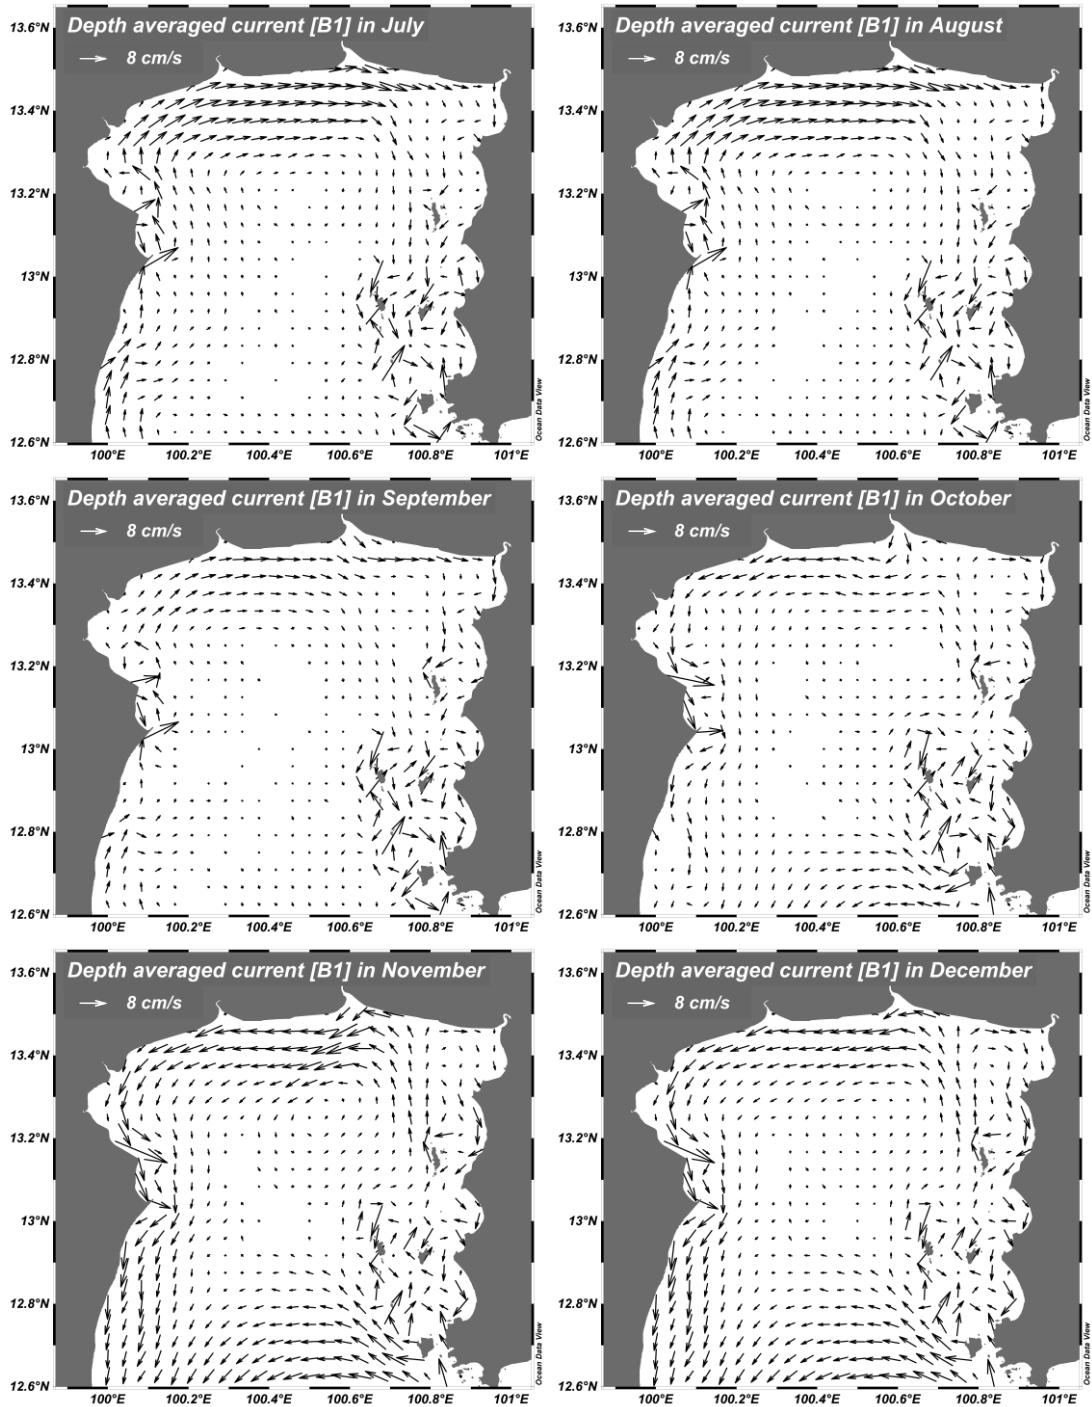 Depth averaged current [B1] in July
8 cm/s
13.6°N
13.4°N
13.2°N
13°N
12.8°N
12.6°N
100°E 100.2°E 100.4°E 100.6°E 100.8°E 101°E
Ocean Data View
Depth averaged current [B1] in August
8 cm/s
13.6°N
13.4°N
13.2°N
13°N
12.8°N
12.6°N
100°E 100.2°E 100.4°E 100.6°E 100.8°E 101°E
Ocean Data View
Depth averaged current [B1] in September
8 cm/s
13.6°N
13.4°N
13.2°N
13°N
12.8°N
12.6°N
100°E 100.2°E 100.4°E 100.6°E 100.8°E 101°E
Ocean Data View
Depth averaged current [B1] in October
8 cm/s
13.6°N
13.4°N
13.2°N
13°N
12.8°N
12.6°N
100°E 100.2°E 100.4°E 100.6°E 100.8°E 101°E
Ocean Data View
Depth averaged current [B1] in November
8 cm/s
13.6°N
13.4°N
13.2°N
13°N
12.8°N
12.6°N
100°E 100.2°E 100.4°E 100.6°E 100.8°E 101°E
Ocean Data View
Depth averaged current [B1] in December
8 cm/s
13.6°N
13.4°N
13.2°N
13°N
12.8°N
12.6°N
100°E 100.2°E 100.4°E 100.6°E 100.8°E 101°E
Ocean Data View